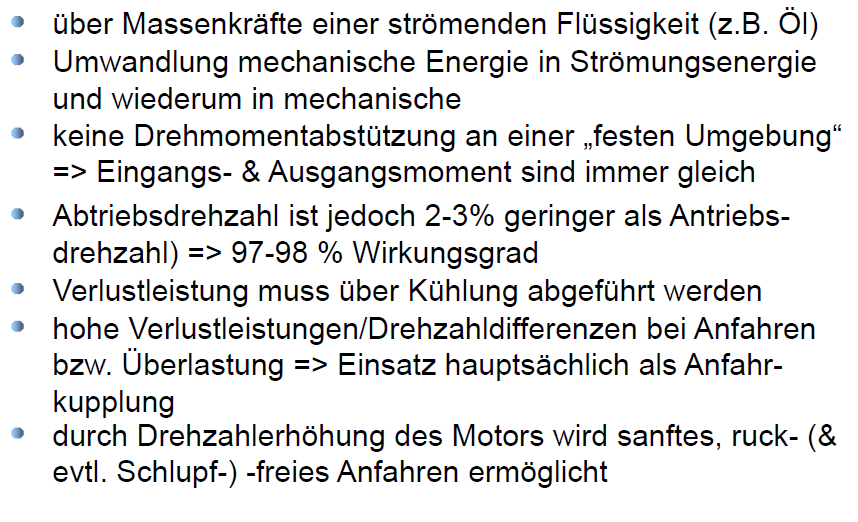 über Massenkräfte einer strömenden Flüssigkeit (z.B. Öl)
Umwandlung mechanische Energie in Strömungsenergie
und wiederum in mechanische
keine Drehmomentabstützung an einer „festen Umgebung“
=> Eingangs- & Ausgangsmoment sind immer gleich
Abtriebsdrehzahl ist jedoch 2-3% geringer als Antriebs-
drehzahl) => 97-98 % Wirkungsgrad
Verlustleistung muss über Kühlung abgeführt werden
hohe Verlustleistungen/Drehzahldifferenzen bei Anfahren
bzw. Überlastung => Einsatz hauptsächlich als Anfahr-
kupplung
durch Drehzahlerhöhung des Motors wird sanftes, ruck- (&
evtl. Schlupf-) -freies Anfahren ermöglicht